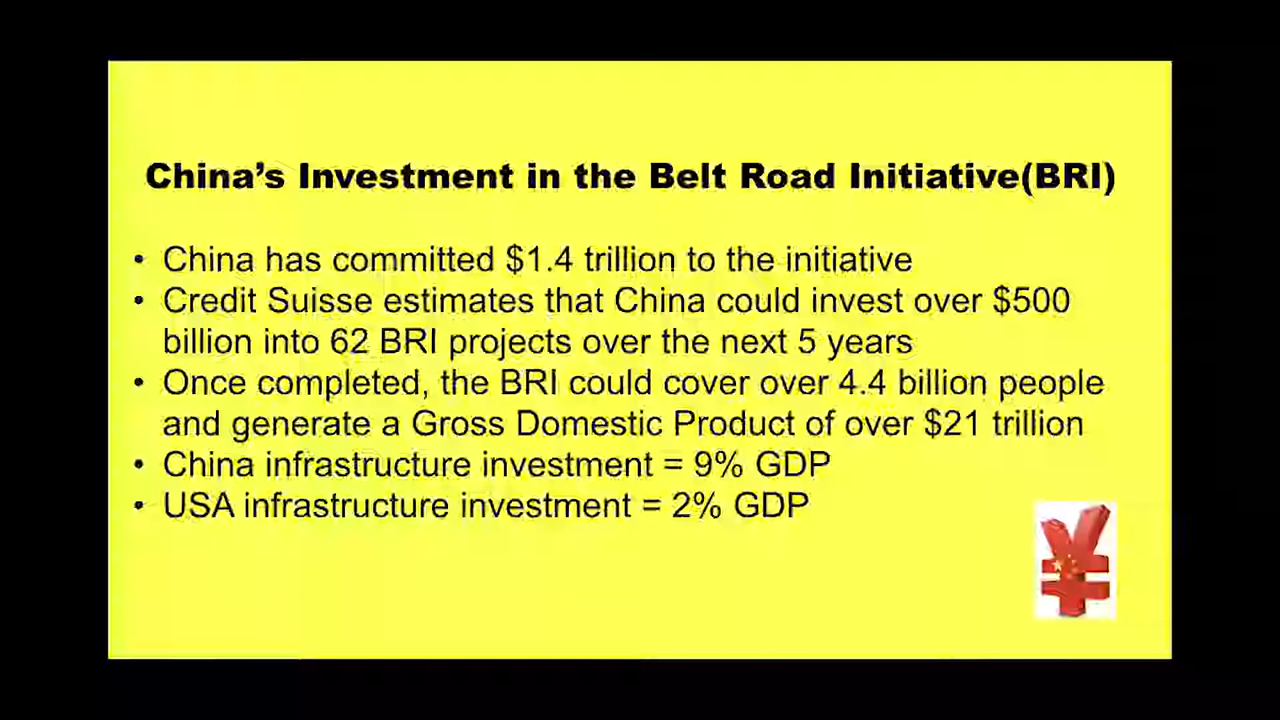 China's Investment in the Belt Road Initiative(BRI)
• China has committed $1.4 trillion to the initiative
• Credit Suisse estimates that China could invest over $500
billion into 62 BRI projects over the next 5 years
• Once completed, the BRI could cover over 4.4 billion people
and generate a Gross Domestic Product of over $21 trillion
• China infrastructure investment = 9% GDP
• USA infrastructure investment = 2% GDP